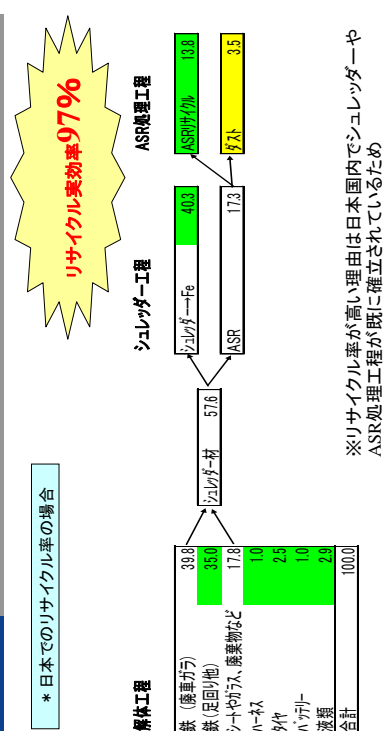 *日本でのリサイクル率の場合
リサイクル実効率97%
解体工程
シュレッダー工程
ASR処理工程
鉄 (廃車ガラ) 39.8
鉄(足回り他) 35.0
シートやガラス、廃棄物など 17.8
ハーネス 1.0
タイヤ 2.5
バッテリー 1.0
液類 2.9
合計 100.0
シュレッダー材 57.6
シュレッダー→Fe 40.3
ASR 17.3
ASRリサイクル 13.8
ダスト 3.5
※リサイクル率が高い理由は日本国内でシュレッダーや
ASR処理工程が既に確立されているため